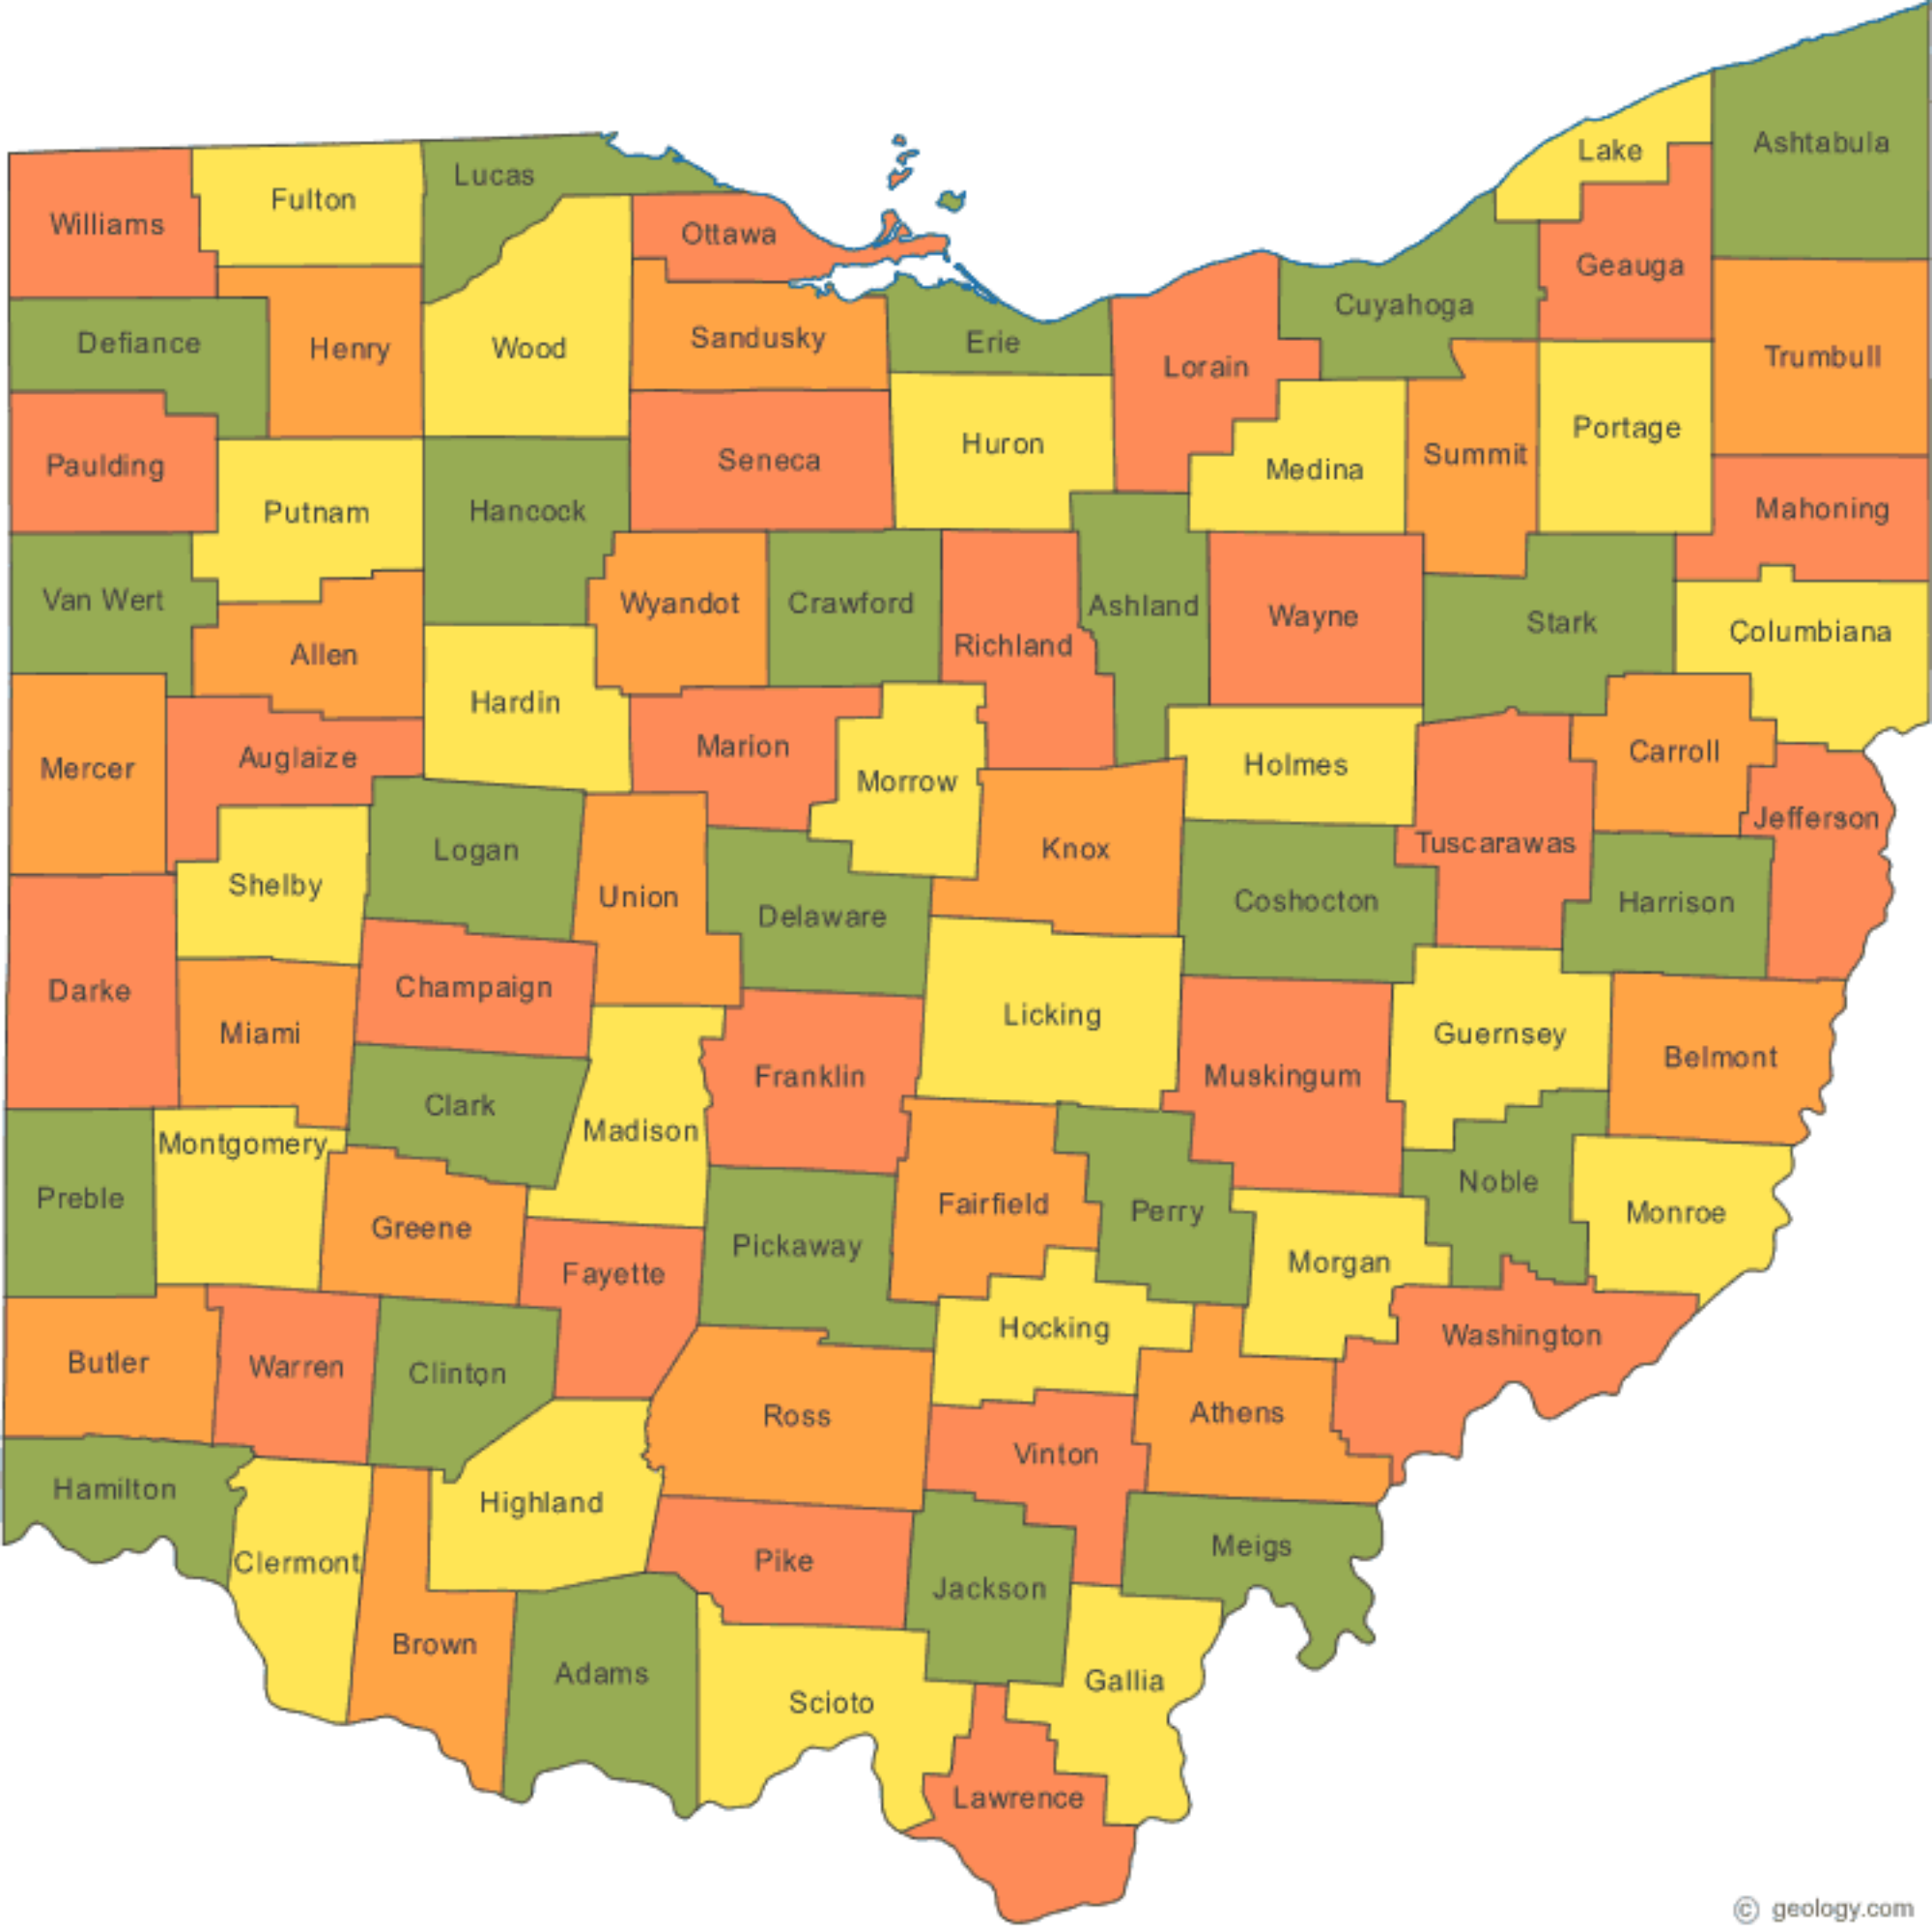 Ashtabula
Lake
Lucas
Fulton
Williams
Ottawa
Geauga
Cuyahoga
Defiance
Henry
Wood
Sandusky
Erie
Lorain
Trumbull
Paulding
Seneca
Huron
Medina
Summit
Portage
Putnam
Hancock
Mahoning
Van Wert
Wyandot
Crawford
Ashland
Wayne
Stark
Columbiana
Allen
Richland
Hardin
Auglaize
Mercer
Marion
Morrow
Holmes
Carroll
Jefferson
Logan
Knox
Tuscarawas
Shelby
Union
Delaware
Coshocton
Harrison
Darke
Champaign
Licking
Miami
Guernsey
Belmont
Franklin
Muskingum
Clark
Madison
Montgomery
Preble
Greene
Fairfield
Perry
Noble
Monroe
Pickaway
Fayette
Morgan
Hocking
Washington
Butler
Warren
Clinton
Ross
Athens
Vinton
Hamilton
Highland
Clermont
Pike
Meigs
Jackson
Brown
Adams
Scioto
Gallia
Lawrence
© geology.com